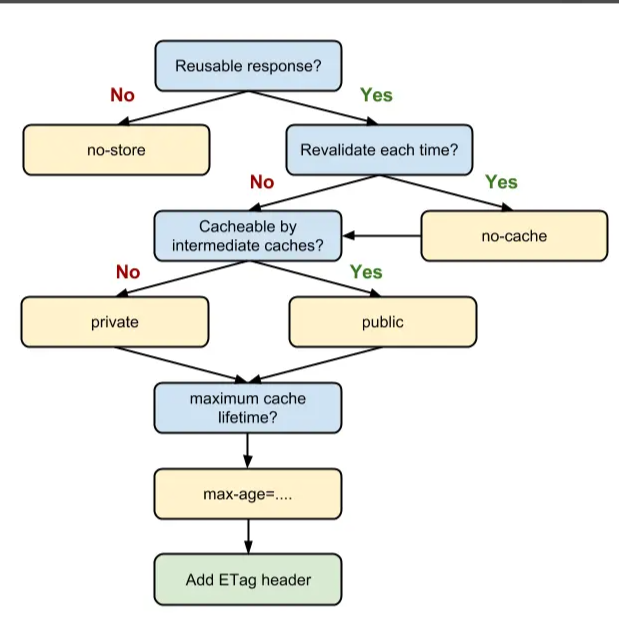 Reusable response?
No
Yes
no-store
Revalidate each time?
No
Yes
Cacheable by
intermediate caches?
no-cache
No
Yes
private
public
maximum cache
lifetime?
max-age=....
Add ETag header